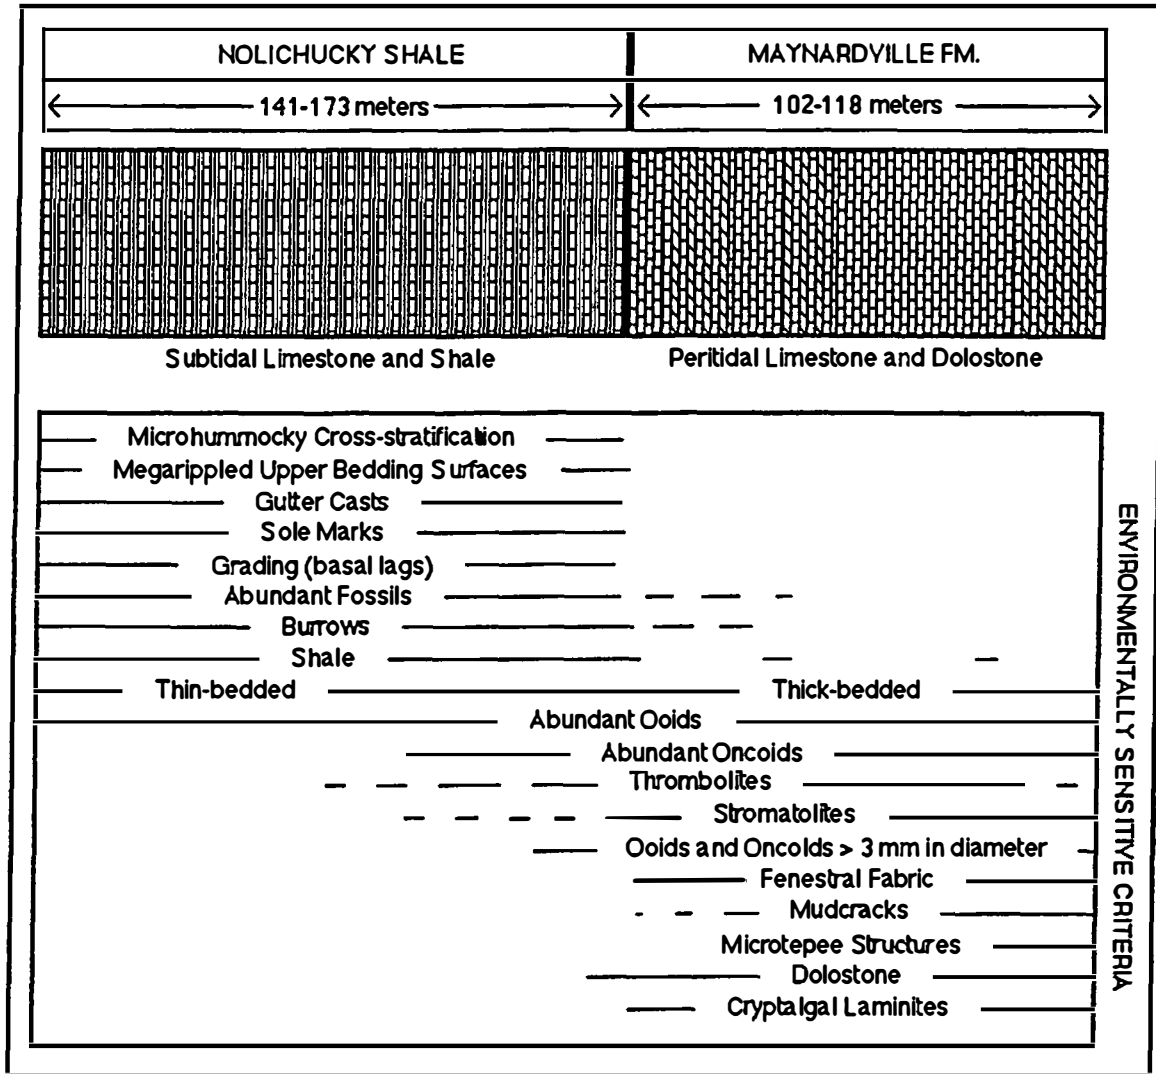 NOLICHUCKY SHALE
MAYNARDVILLE FM.
141-173 meters
102-118 meters
Subtidal Limestone and Shale
Peritidal Limestone and Dolostone
Microhummocky Cross-stratification
Megarippled Upper Bedding Surfaces
Gutter Casts
Sole Marks
Grading (basal lags)
Abundant Fossils
Burrows
Shale
Thin-bedded
Thick-bedded
Abundant Ooids
Abundant Oncoids
Thrombolites
Stromatolites
Ooids and Oncoids > 3 mm in diameter
Fenestral Fabric
Mudcracks
Microtepee Structures
Dolostone
Cryptalgal Laminites
ENVIRONMENTALLY SENSITIVE CRITERIA